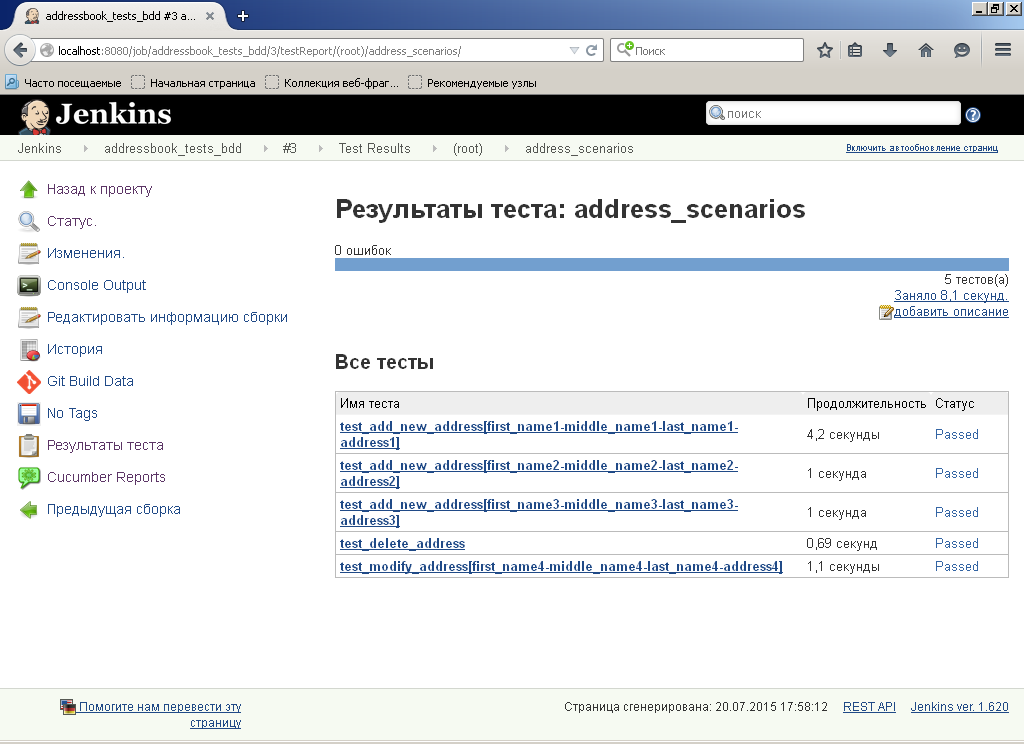 addressbook_tests_bdd #3 a...
localhost:8080/job/addressbook_tests_bdd/3/testReport/(root)/address_scenarios/
Поиск
Часто посещаемые Начальная страница Коллекция веб-фраг... Рекомендуемые узлы
Jenkins
поиск
Jenkins addressbook_tests_bdd #3 Test Results (root) address_scenarios
Включить автообновление страниц
Назад к проекту
Статус.
Изменения.
Console Output
Редактировать информацию сборки
История
Git Build Data
No Tags
Результаты теста
Cucumber Reports
Предыдущая сборка
Результаты теста: address_scenarios
0 ошибок
5 тестов(а)
Заняло 8,1 секунд.
добавить описание
Все тесты
Имя теста Продолжительность Статус
test_add_new_address[first_name1-middle_name1-last_name1-
address1] 4,2 секунды Passed
test_add_new_address[first_name2-middle_name2-last_name2-
address2] 1 секунда Passed
test_add_new_address[first_name3-middle_name3-last_name3-
address3] 1 секунда Passed
test_delete_address 0,69 секунд Passed
test_modify_address[first_name4-middle_name4-last_name4-address4] 1,1 секунды Passed
Помогите нам перевести эту
страницу
Страница сгенерирована: 20.07.2015 17:58:12 REST API Jenkins ver. 1.620